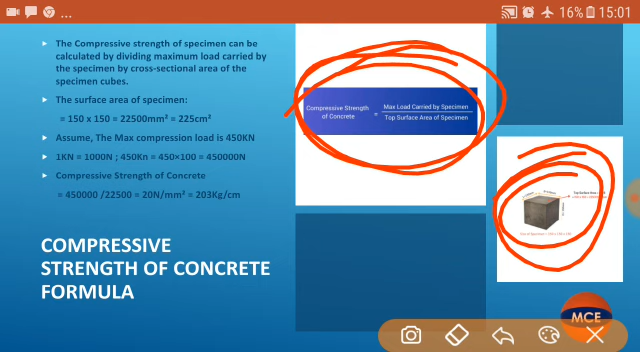 16% 15:01
The Compressive strength of specimen can be
calculated by dividing maximum load carried by
the specimen by cross-sectional area of the
specimen cubes.
The surface area of specimen:
= 150 x 150 = 22500mm² = 225cm²
Assume, The Max compression load is 450KN
1KN = 1000N ; 450Kn = 450×100 = 450000N
Compressive Strength of Concrete
= 450000 /22500 = 20N/mm² = 203Kg/cm
COMPRESSIVE
STRENGTH OF CONCRETE
FORMULA
Compressive Strength
of Concrete
=
Max Load Carried by Specimen
Top Surface Area of Specimen
MCE